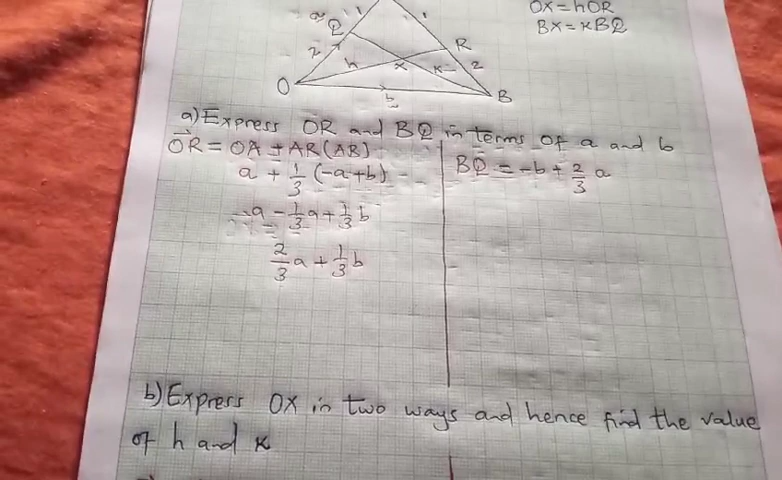 OX = hOR
BX = KBQ
a 1 1
Q
2
R
h x K 2
O
b B
a) Express OR and BQ in terms of a and b
OR = OA + AR (AB)
BQ = -b + 2/3 a
a + 1/3 (-a+b)
a - 1/3 a + 1/3 b
2/3 a + 1/3 b
b) Express OX in two ways and hence find the value
of h and K